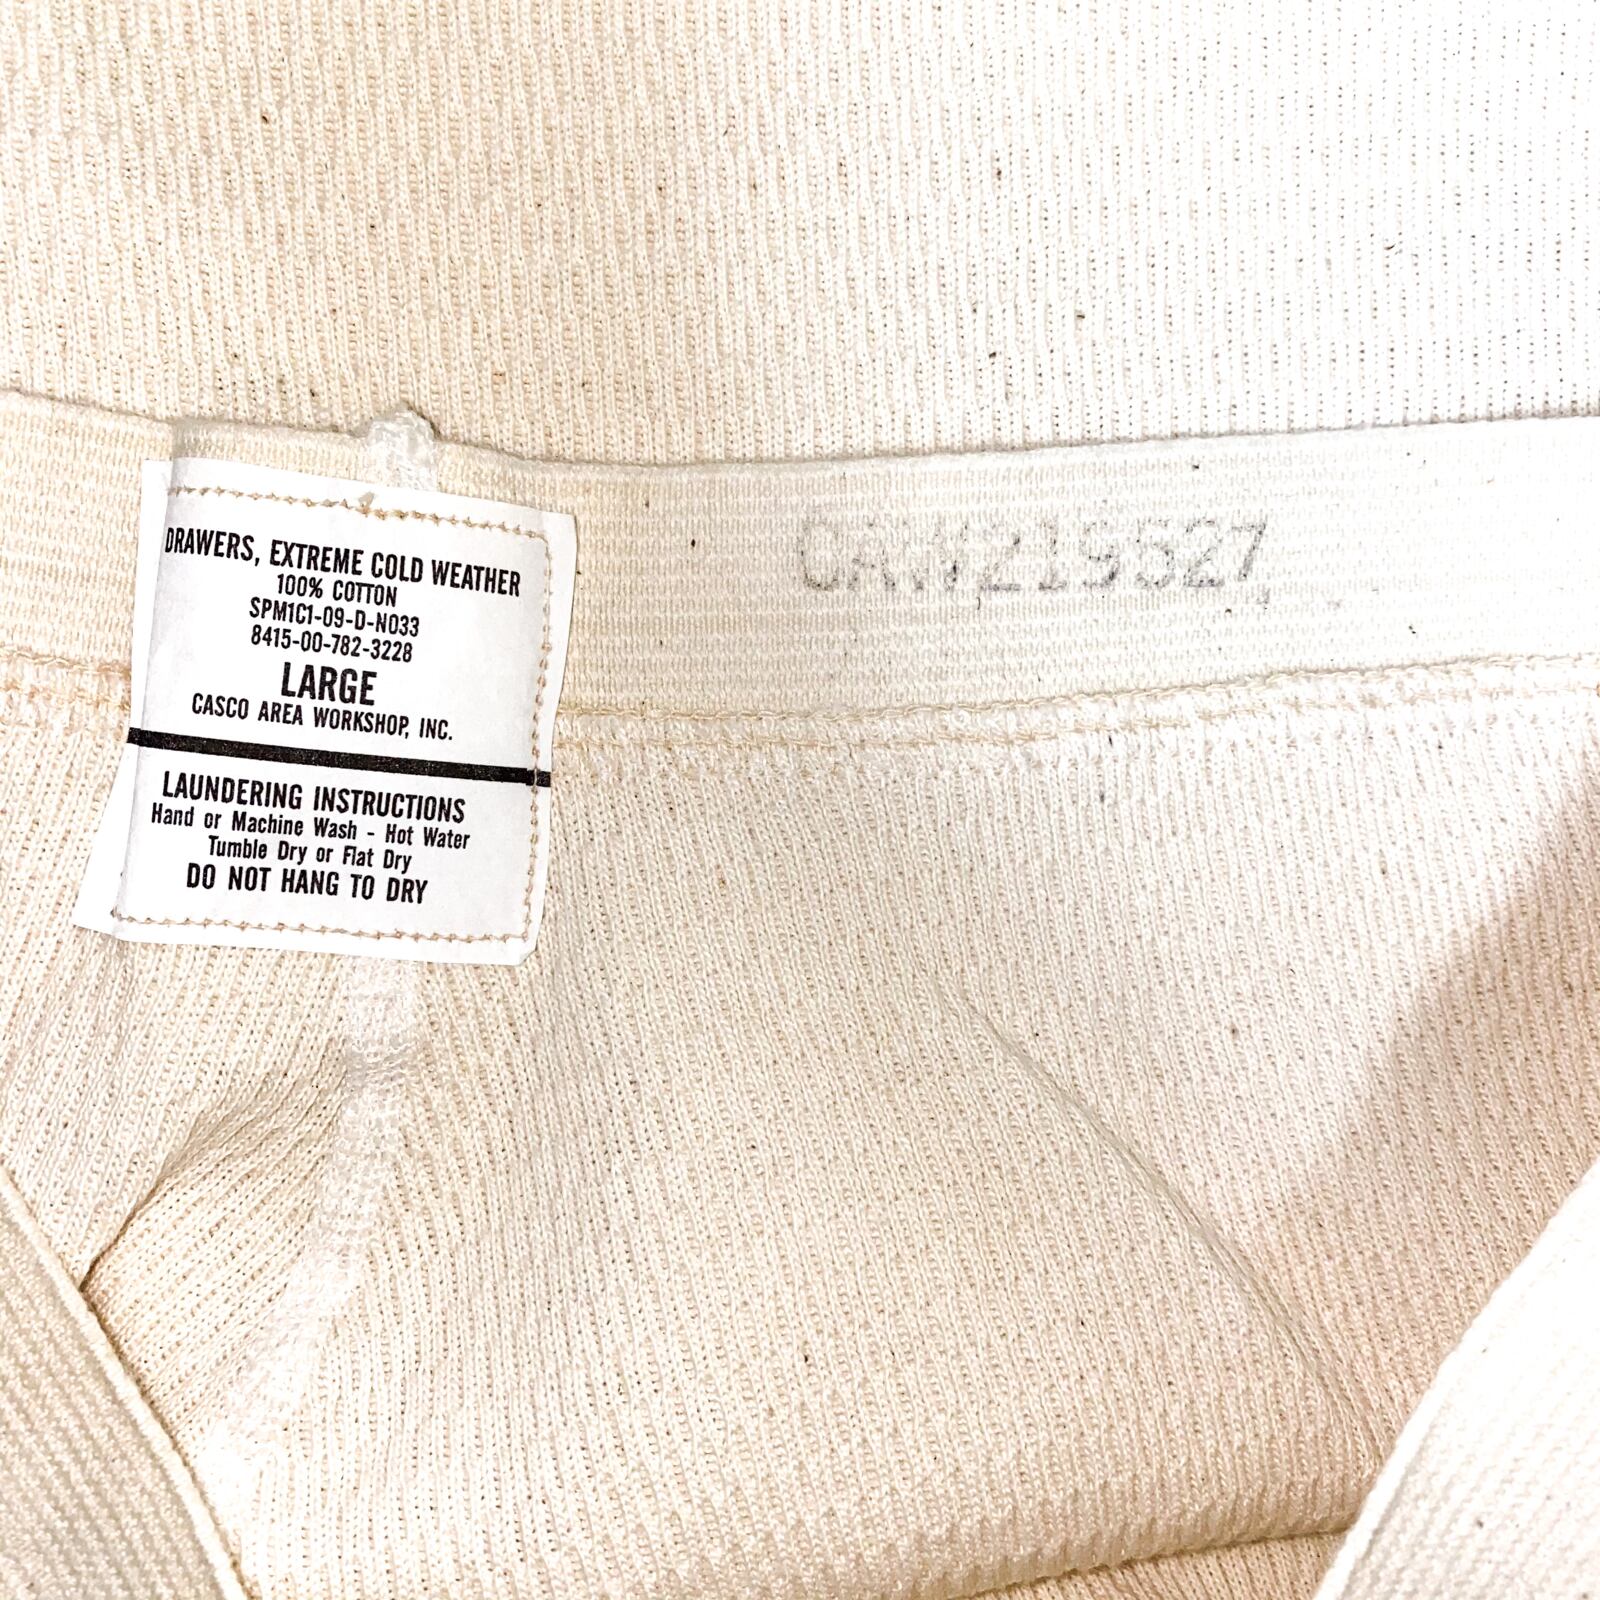 DRAWERS, EXTREME COLD WEATHER
100% COTTON
SPM1C1-09-D-N033
8415-00-782-3228
LARGE
CASCO AREA WORKSHOP, INC.
LAUNDERING INSTRUCTIONS
Hand or Machine Wash - Hot Water
Tumble Dry or Flat Dry
DO NOT HANG TO DRY
CAW219527